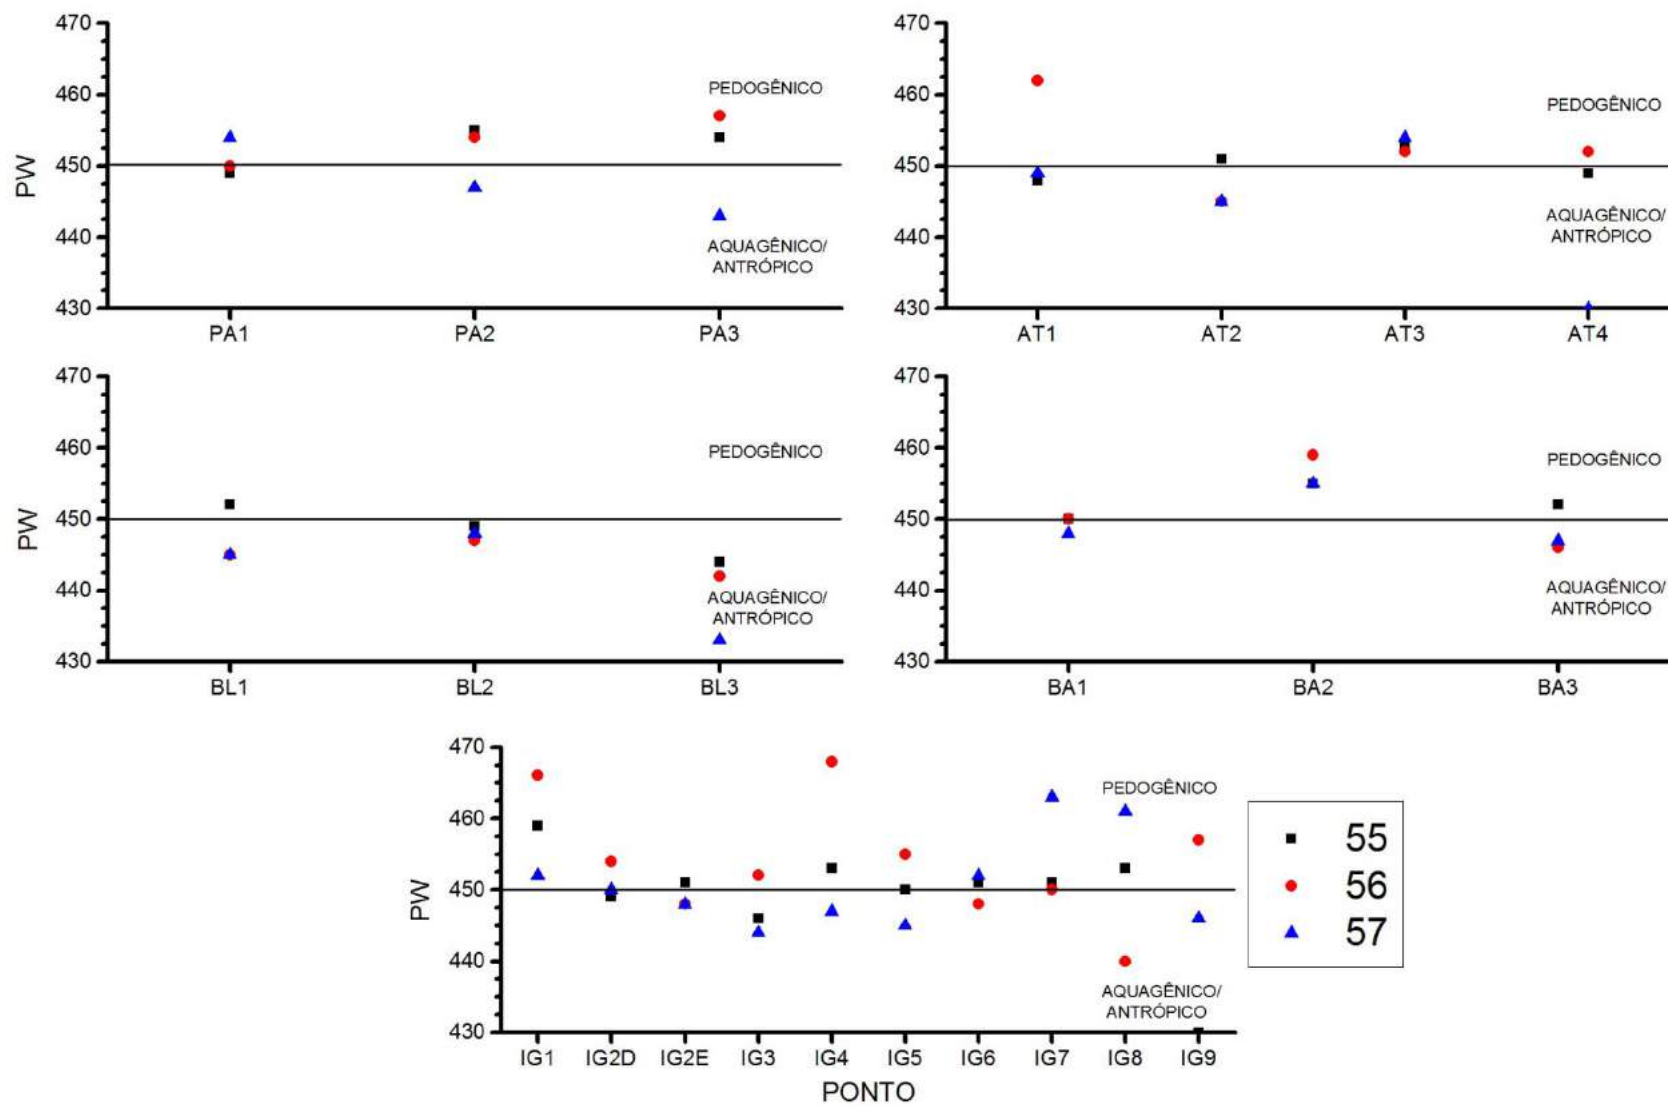 470
460
450
440
430
PW
PEDOGÊNICO
AQUAGÊNICO/
ANTRÓPICO
PA1 PA2 PA3
470
460
450
440
430
PEDOGÊNICO
AQUAGÊNICO/
ANTRÓPICO
AT1 AT2 AT3 AT4
470
460
450
440
430
PW
PEDOGÊNICO
AQUAGÊNICO/
ANTRÓPICO
BL1 BL2 BL3
470
460
450
440
430
PEDOGÊNICO
AQUAGÊNICO/
ANTRÓPICO
BA1 BA2 BA3
470
460
450
440
430
PW
PEDOGÊNICO
AQUAGÊNICO/
ANTRÓPICO
IG1 IG2D IG2E IG3 IG4 IG5 IG6 IG7 IG8 IG9
PONTO
55
56
57